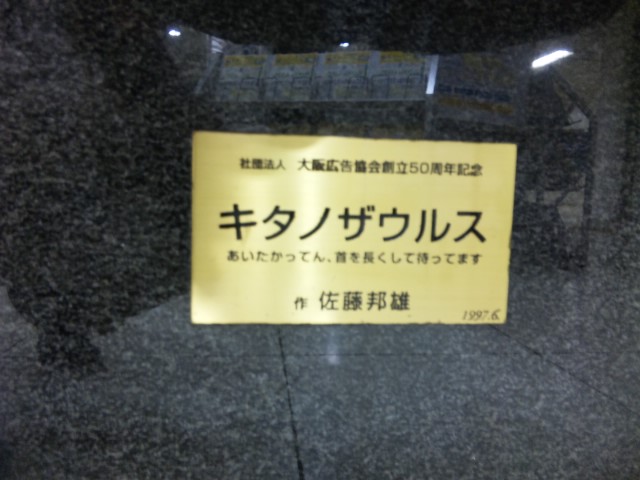 社団法人 大阪広告協会創立50周年記念
キタノザウルス
あいたかってん、首を長くして待ってます
作 佐藤邦雄
1997.6.